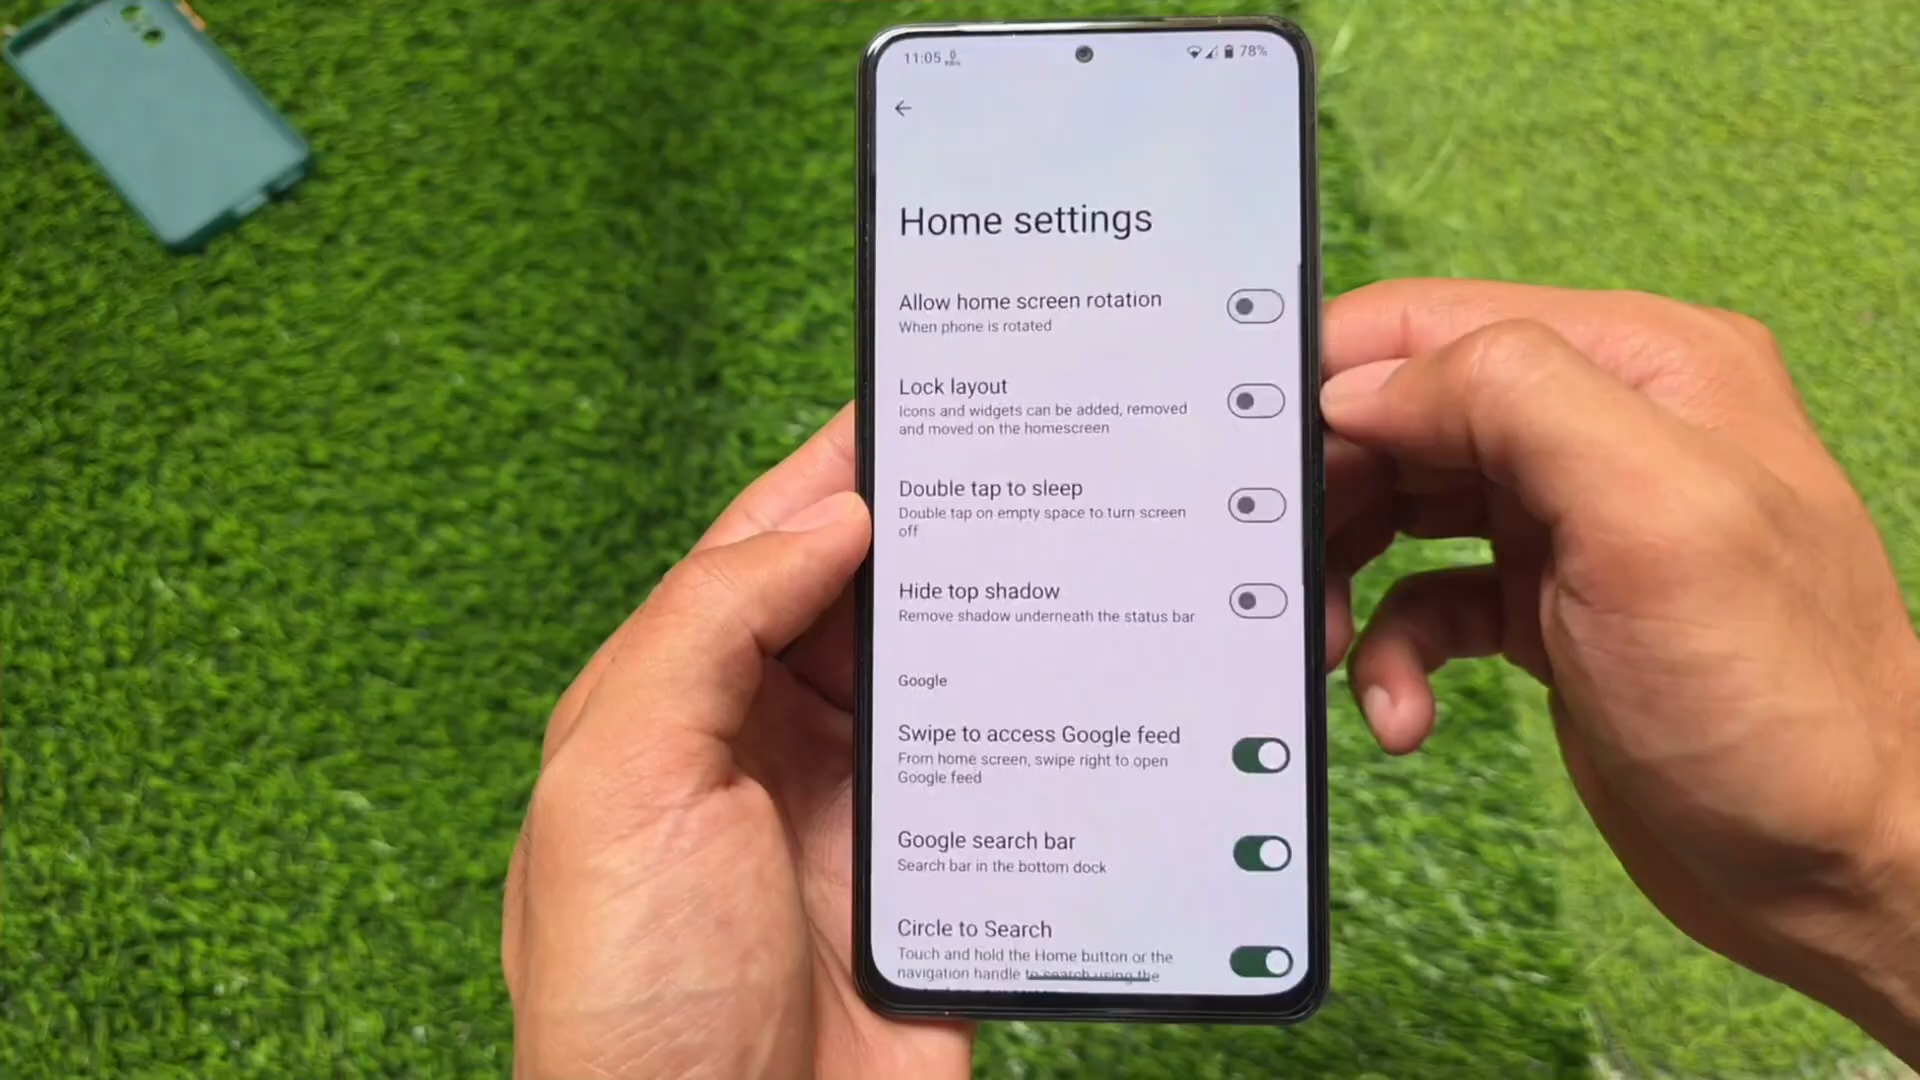 11:05
78%
Home settings
Allow home screen rotation
When phone is rotated
Lock layout
Icons and widgets can be added, removed
and moved on the homescreen
Double tap to sleep
Double tap on empty space to turn screen
off
Hide top shadow
Remove shadow underneath the status bar
Google
Swipe to access Google feed
From home screen, swipe right to open
Google feed
Google search bar
Search bar in the bottom dock
Circle to Search
Touch and hold the Home button or the
navigation handle to search using the